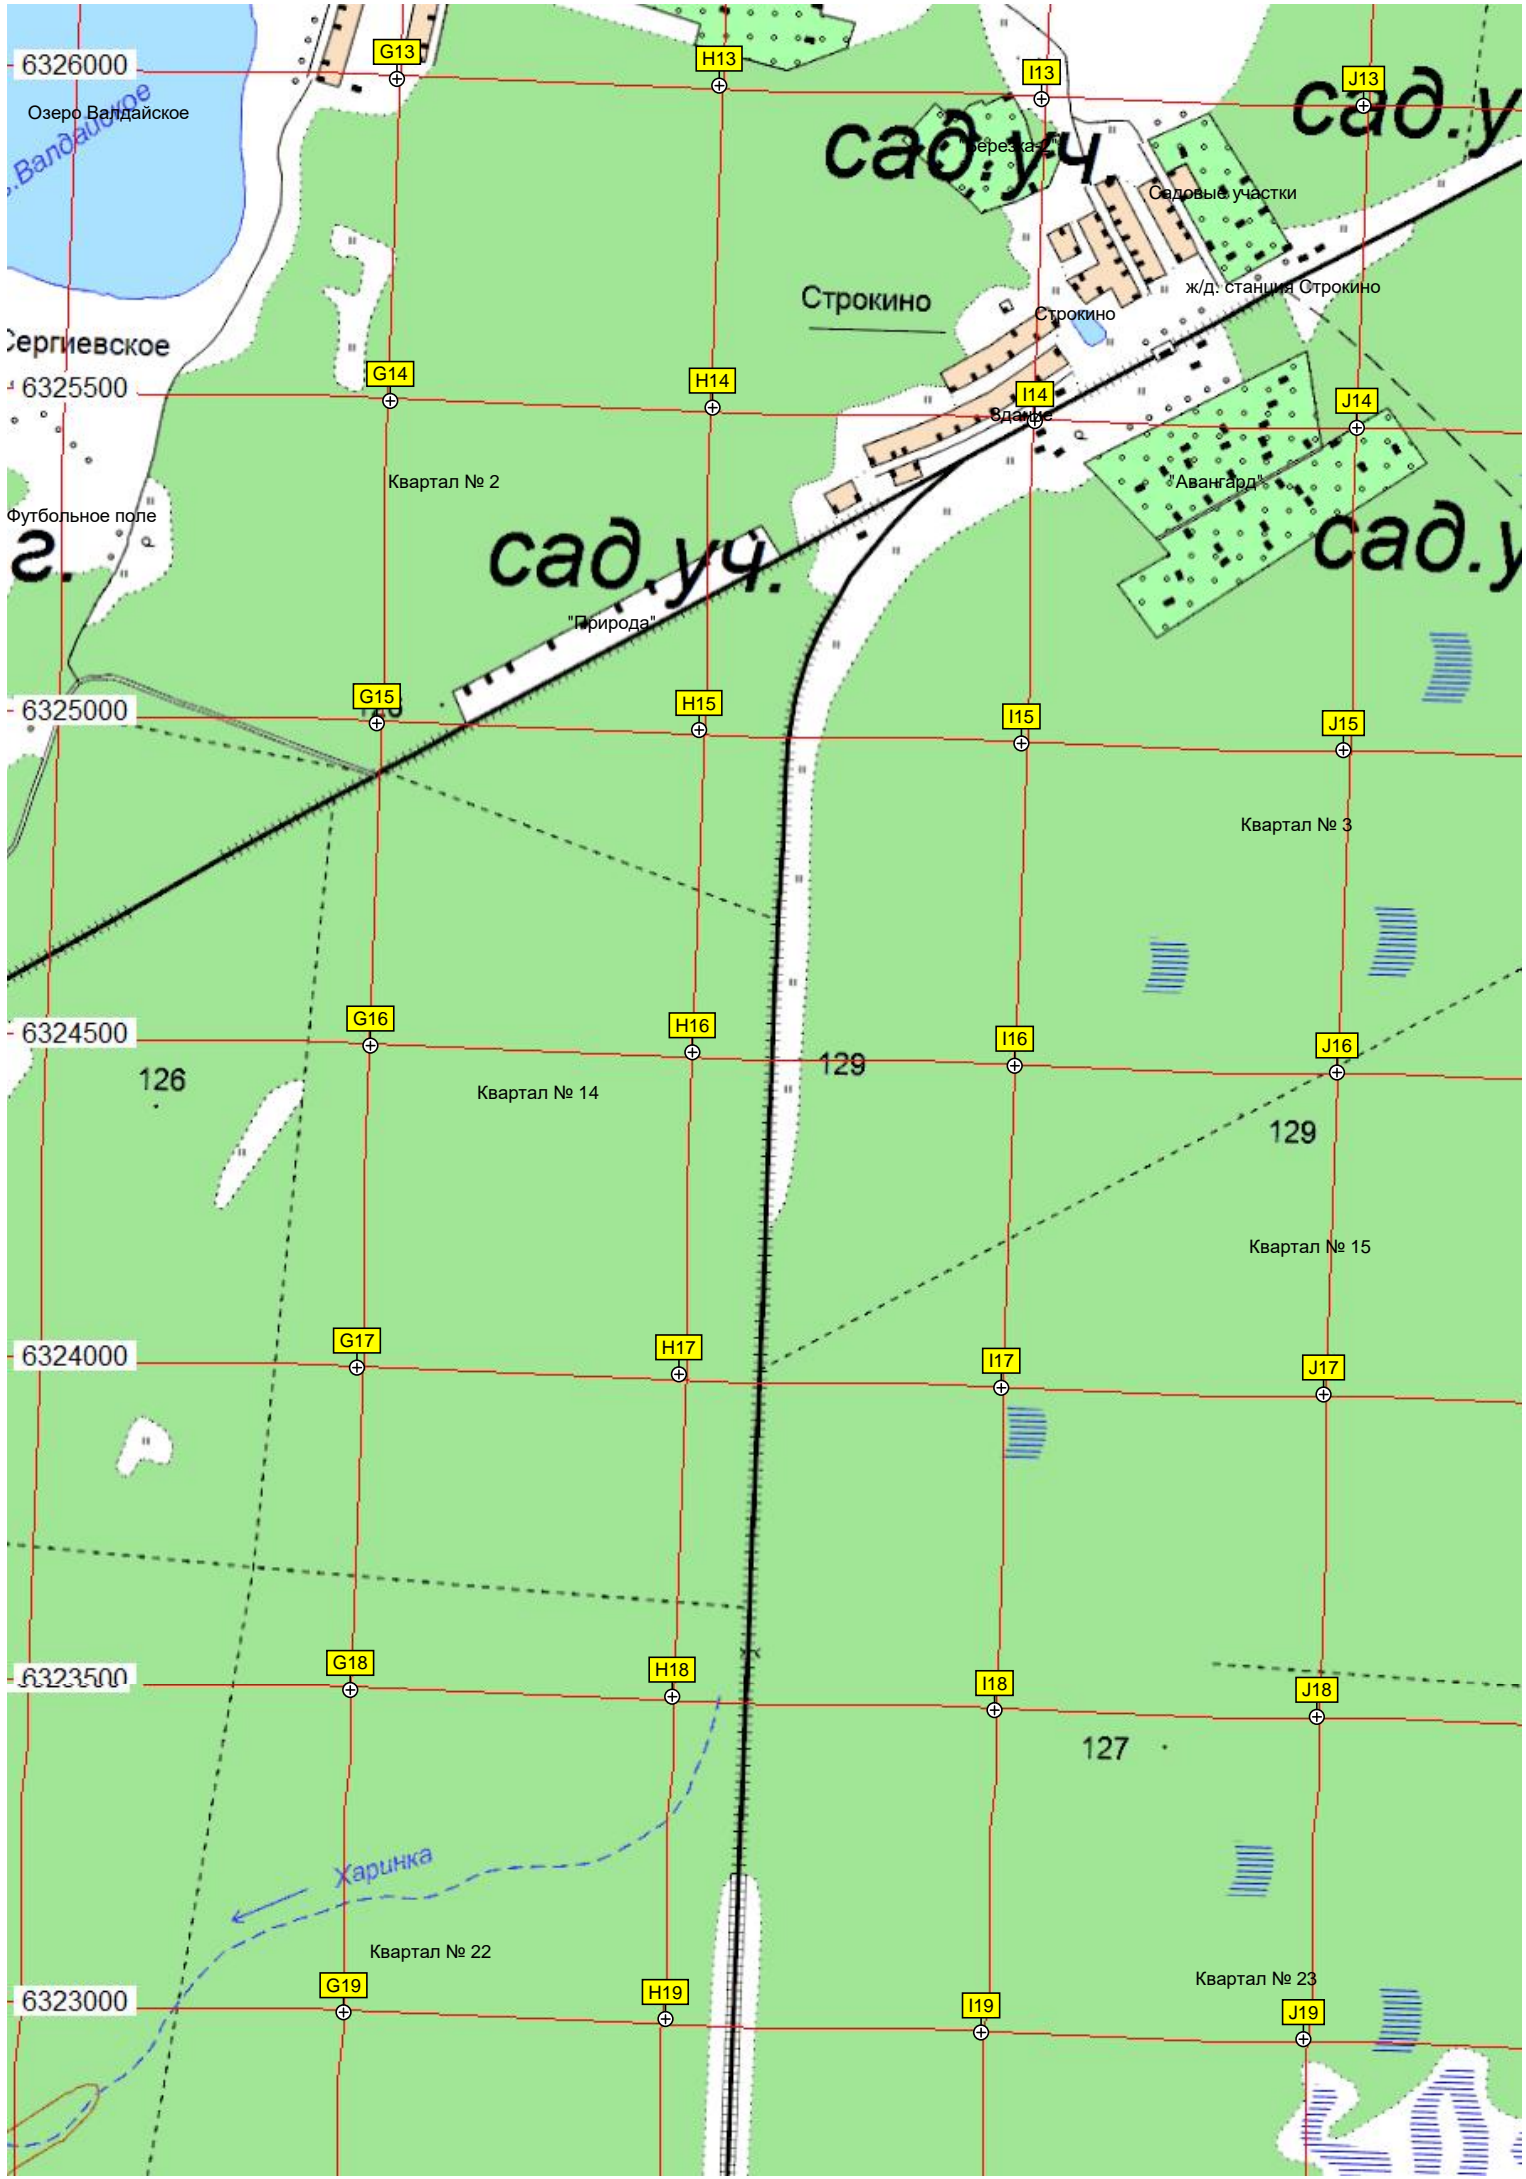 G13
H13
I13
J13
6326000
Озеро Валдайское
.Валдайское
сад.уч.
сад.у
"Березка-2"
Садовые участки
ж/д. станция Строкино
Строкино
Строкино
Сергиевское
6325500
G14
H14
I14
J14
Здание
Квартал № 2
"Авангард"
Футбольное поле
г.
сад.уч.
сад.у
"Природа"
G15
H15
I15
J15
6325000
Квартал № 3
6324500
G16
H16
I16
J16
126
129
Квартал № 14
129
Квартал № 15
6324000
G17
H17
I17
J17
6323500
G18
H18
I18
J18
127
Харинка
Квартал № 22
Квартал № 23
6323000
G19
H19
I19
J19